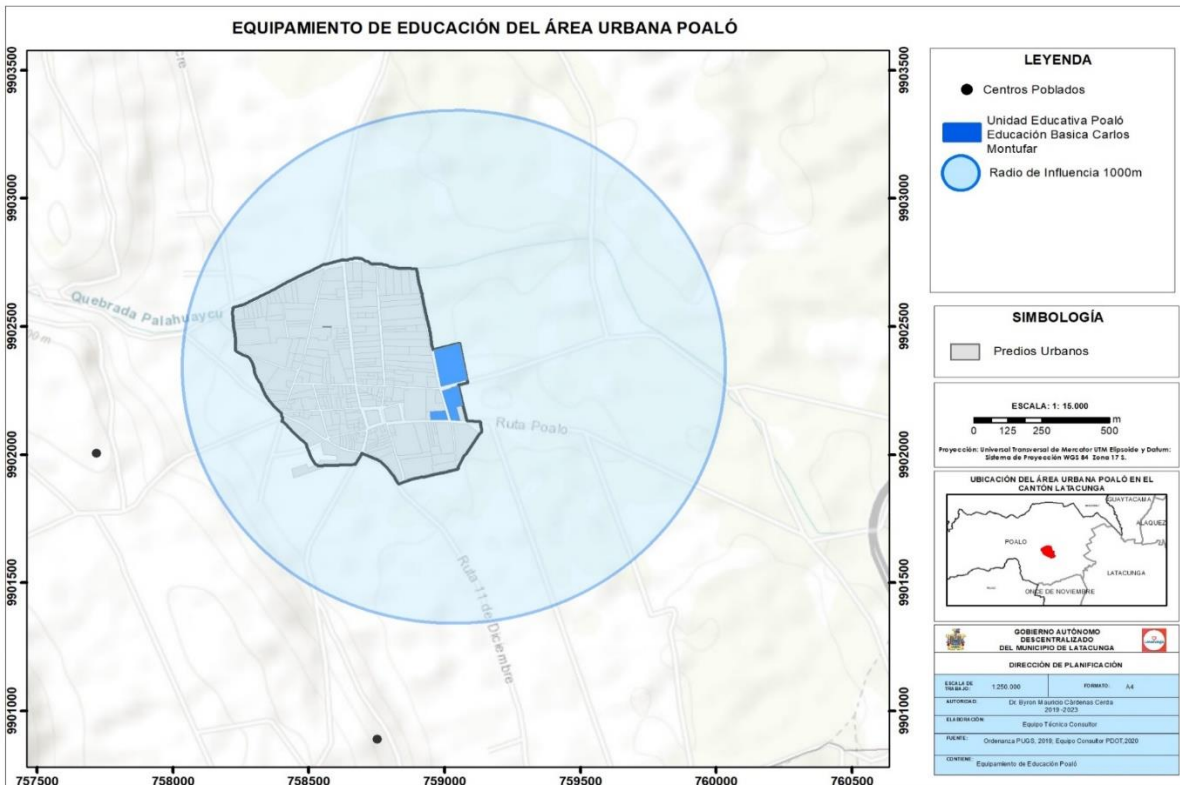 EQUIPAMIENTO DE EDUCACIÓN DEL ÁREA URBANA POALÓ
9903500
9903000
9902500
9902000
9901500
9901000
Quebrada Palahuaycu
Ruta Poalo
Ruta 11 de Diciembre
9903500
9903000
9902500
9902000
9901500
9901000
757500
758000
758500
759000
759500
760000
760500
LEYENDA
Centros Poblados
Unidad Educativa Poaló
Educación Basica Carlos
Montufar
Radio de Influencia 1000m
SIMBOLOGÍA
Predios Urbanos
ESCALA: 1: 15.000
m
0 125 250 500
Proyección: Universal Transversal de Mercator UTM Elipsoide y Datum:
Sistema de Proyección WGS 84 Zona 17 S.
UBICACIÓN DEL ÁREA URBANA POALÓ EN EL
CANTÓN LATACUNGA
GUAYTACAMA
ALAQUEZ
POALO
LATACUNGA
ONCE DE NOVIEMBRE
GOBIERNO AUTÓNOMO
DESCENTRALIZADO
DEL MUNICIPIO DE LATACUNGA
DIRECCIÓN DE PLANIFICACIÓN
ESCALA DE
TRABAJO: 1:250.000 FORMATO: A4
AUTORIDAD: Dr. Byron Mauricio Cárdenas Cerda
2019 -2023
ELABORACIÓN: Equipo Técnico Consultor
FUENTE: Ordenanza PUGS, 2019; Equipo Consultor PDOT,2020
CONTIENE: Equipamiento de Educación Poaló